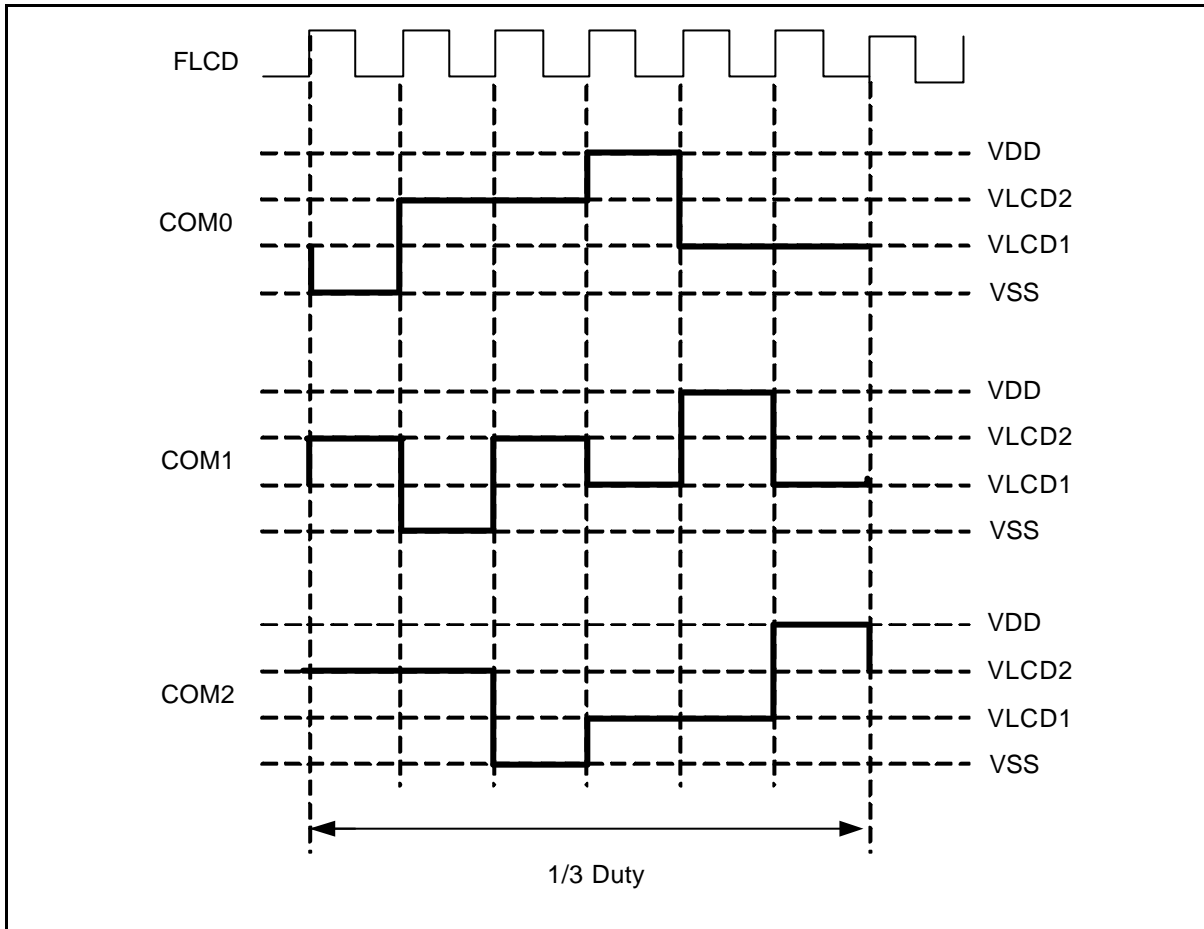 FLCD
VDD
VLCD2
COM0
VLCD1
VSS
VDD
VLCD2
COM1
VLCD1
VSS
VDD
VLCD2
COM2
VLCD1
VSS
1/3 Duty